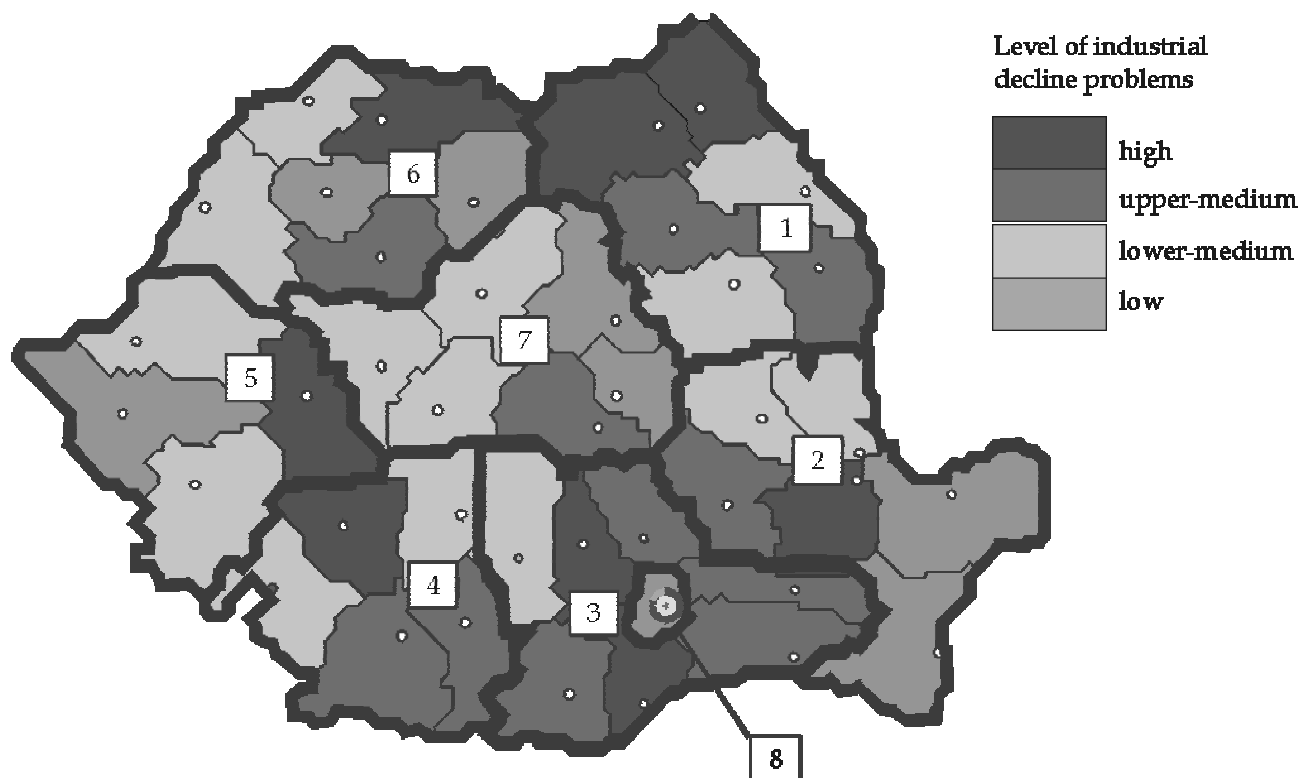 Level of industrial
decline problems
high
upper-medium
lower-medium
low
6
1
7
5
2
4
3
8